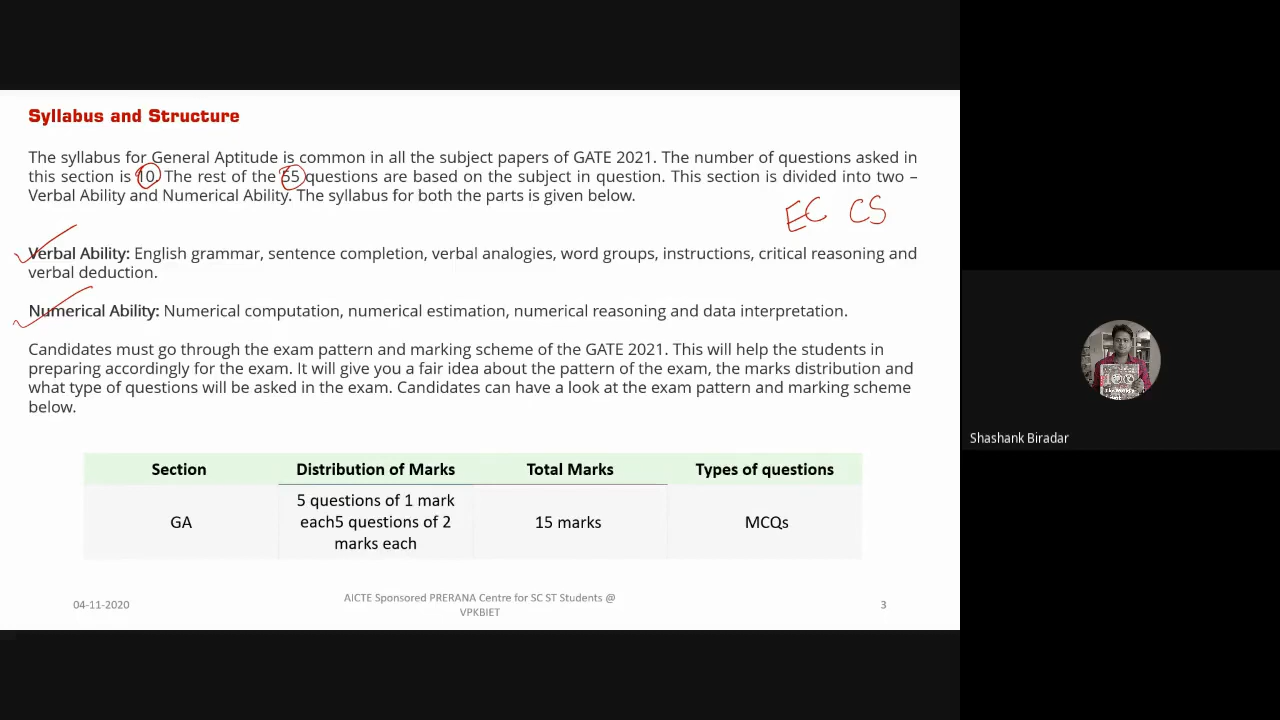 Syllabus and Structure
The syllabus for General Aptitude is common in all the subject papers of GATE 2021. The number of questions asked in
this section is 10. The rest of the 55 questions are based on the subject in question. This section is divided into two –
Verbal Ability and Numerical Ability. The syllabus for both the parts is given below.
EC CS
Verbal Ability: English grammar, sentence completion, verbal analogies, word groups, instructions, critical reasoning and
verbal deduction.
Numerical Ability: Numerical computation, numerical estimation, numerical reasoning and data interpretation.
Candidates must go through the exam pattern and marking scheme of the GATE 2021. This will help the students in
preparing accordingly for the exam. It will give you a fair idea about the pattern of the exam, the marks distribution and
what type of questions will be asked in the exam. Candidates can have a look at the exam pattern and marking scheme
below.
Section Distribution of Marks Total Marks Types of questions
5 questions of 1 mark
GA each5 questions of 2 15 marks MCQs
marks each
04-11-2020 AICTE Sponsored PRERANA Centre for SC ST Students @ 3
VPKBIET
Shashank Biradar